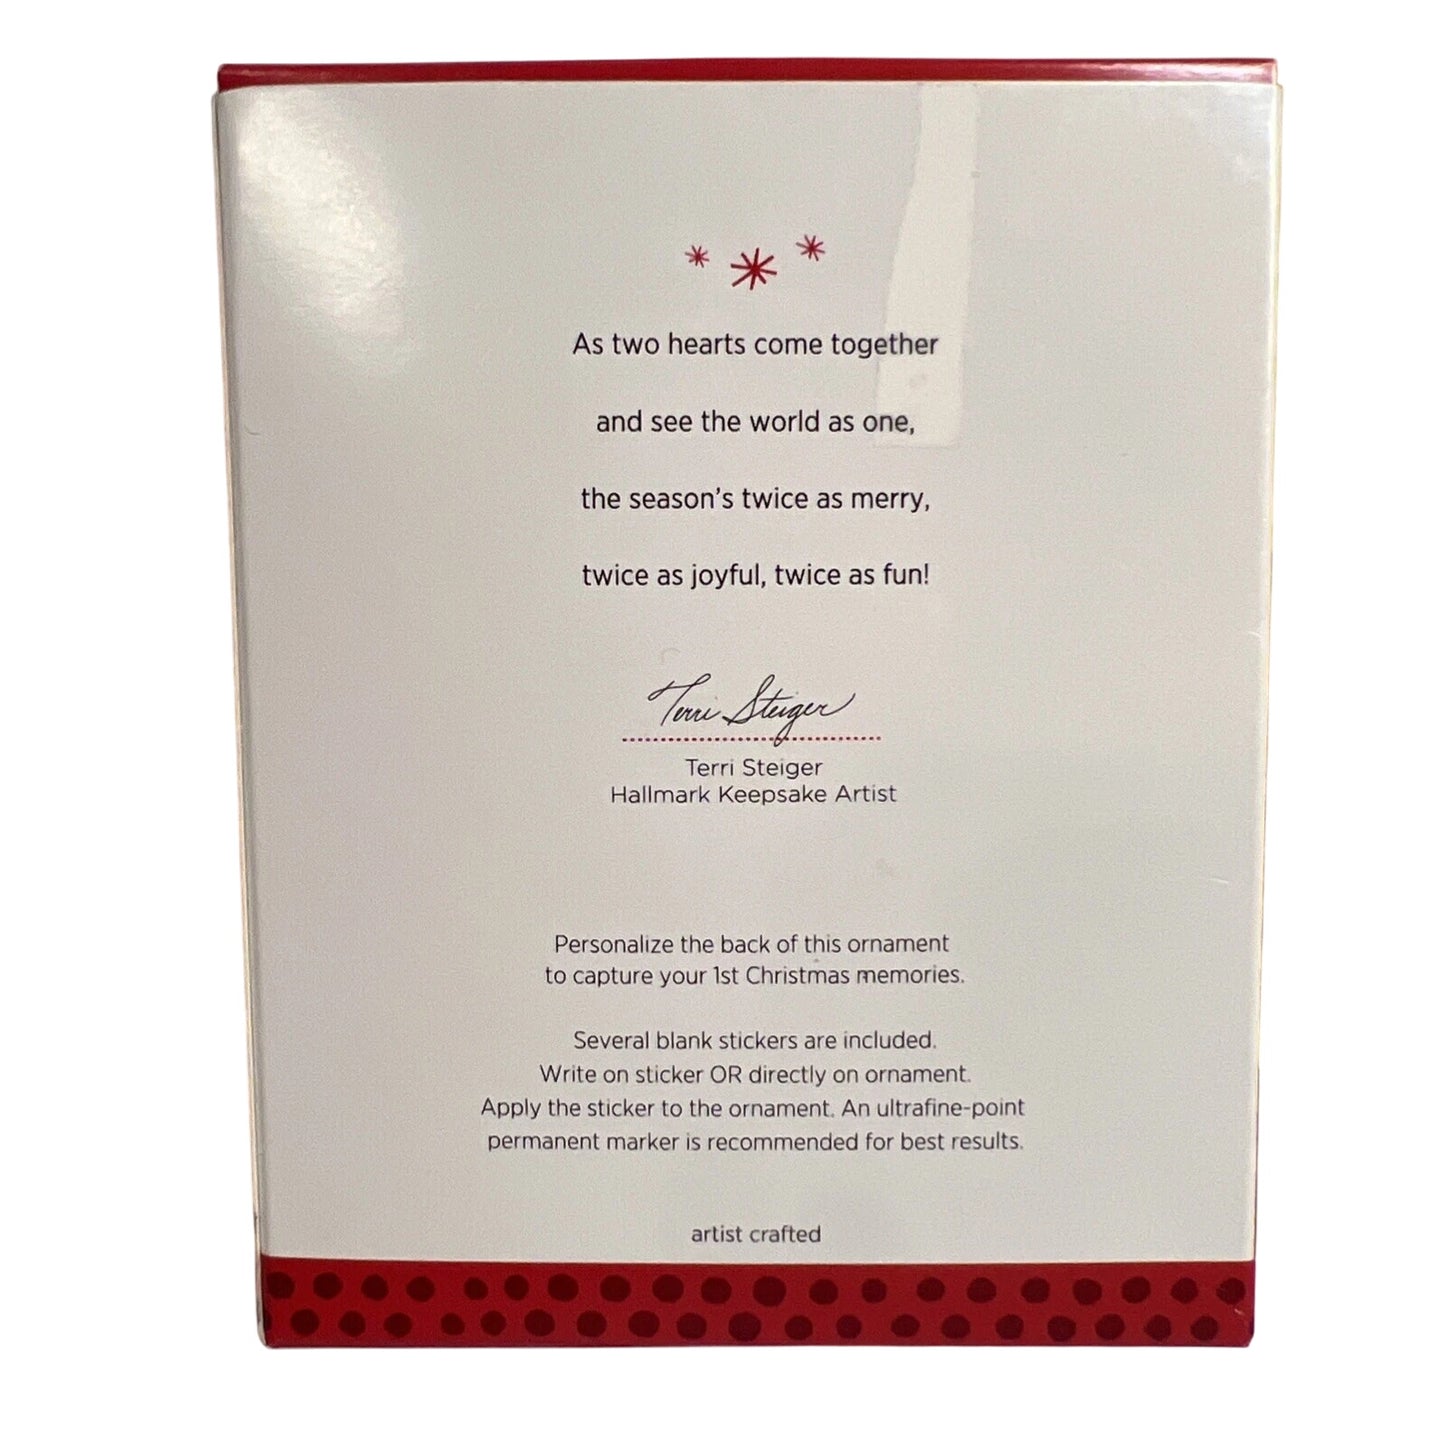 As two hearts come together
and see the world as one,
the season's twice as merry,
twice as joyful, twice as fun!
Terri Steiger
Terri Steiger
Hallmark Keepsake Artist
Personalize the back of this ornament
to capture your 1st Christmas memories.
Several blank stickers are included.
Write on sticker OR directly on ornament.
Apply the sticker to the ornament. An ultrafine-point
permanent marker is recommended for best results.
artist crafted